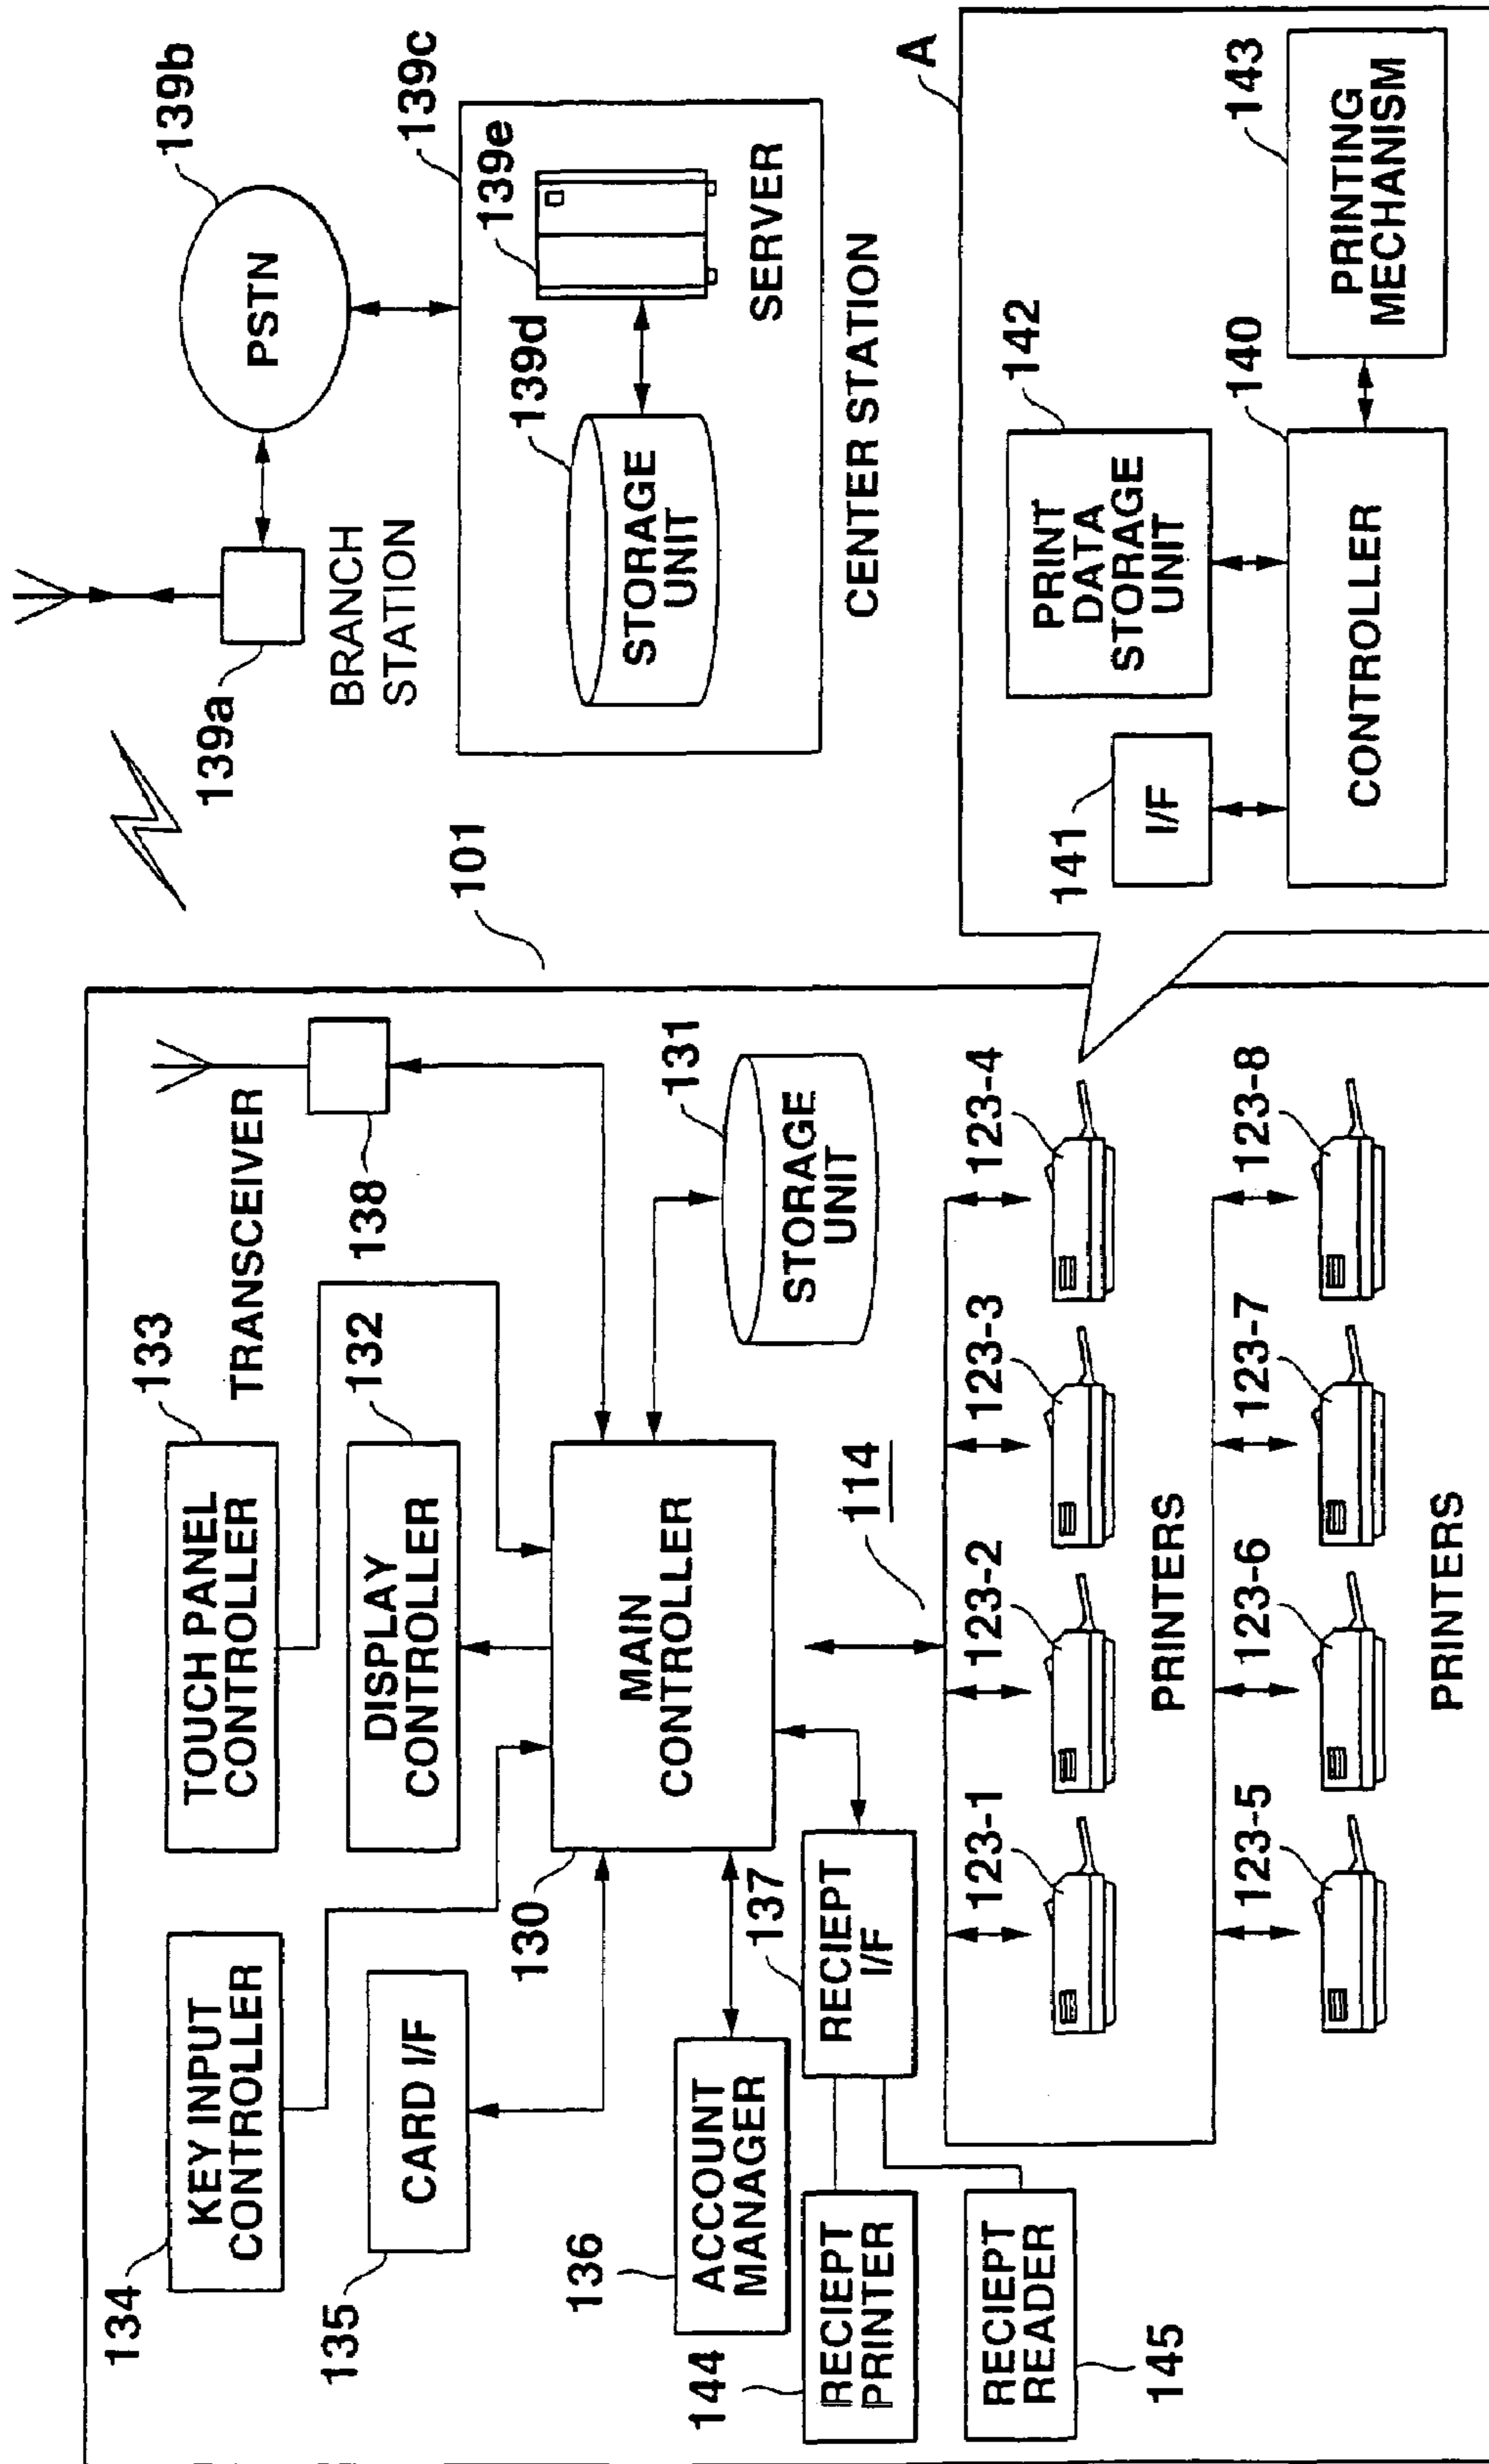 134
KEY INPUT
CONTROLLER
133
TOUCH PANEL
CONTROLLER
TRANSCEIVER
138
135
CARD I/F
132
DISPLAY
CONTROLLER
130
MAIN
CONTROLLER
131
STORAGE
UNIT
136
ACCOUNT
MANAGER
137
RECIEPT
I/F
144
RECIEPT
PRINTER
RECIEPT
READER
145
114
123-1
123-2
123-3
123-4
PRINTERS
123-5
123-6
123-7
123-8
PRINTERS
101
139a
BRANCH
STATION
PSTN
139b
139c
139d
STORAGE
UNIT
139e
SERVER
CENTER STATION
A
141
I/F
142
PRINT
DATA
STORAGE
UNIT
140
CONTROLLER
143
PRINTING
MECHANISM